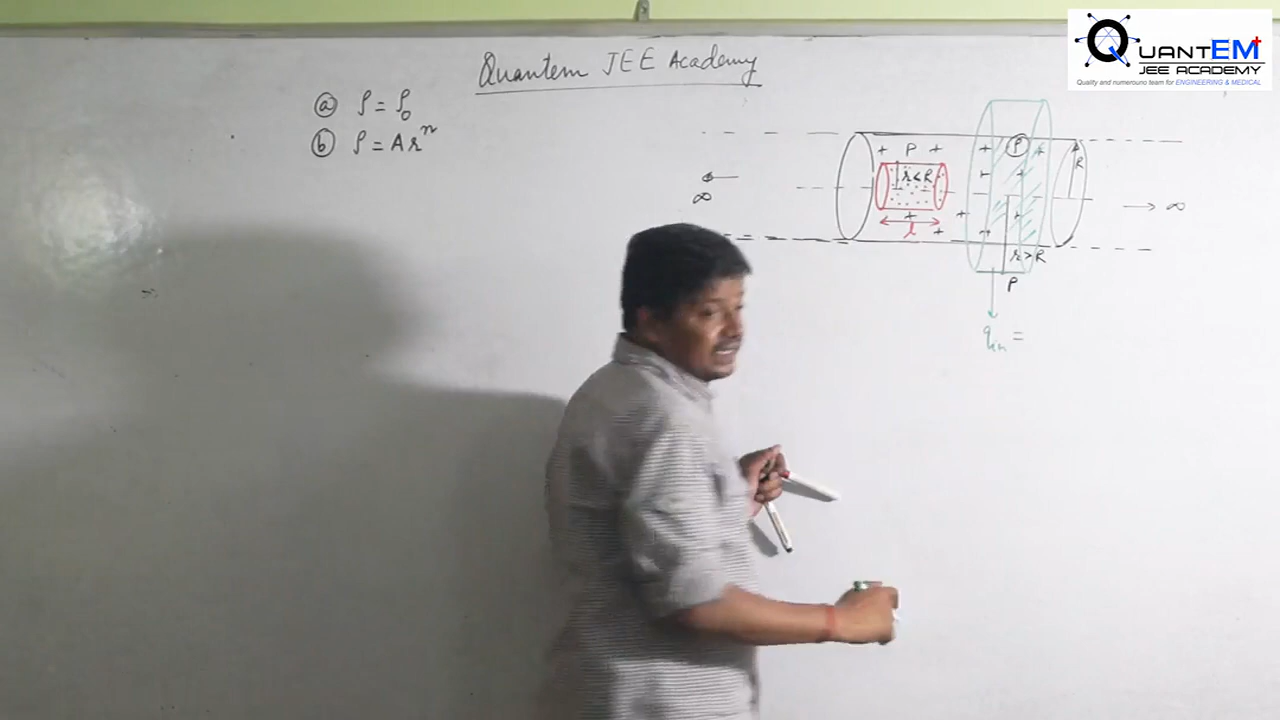 Quantem JEE Academy
QUANTEM+
JEE ACADEMY
Quality and numerouno team for ENGINEERING & MEDICAL
ⓐ ρ = ρ₀
ⓑ ρ = Arⁿ
+ P +
r < R
+
l
+
+ ρ +
+ +
+ +
+
R
∞
∞
r > R
P
qin =